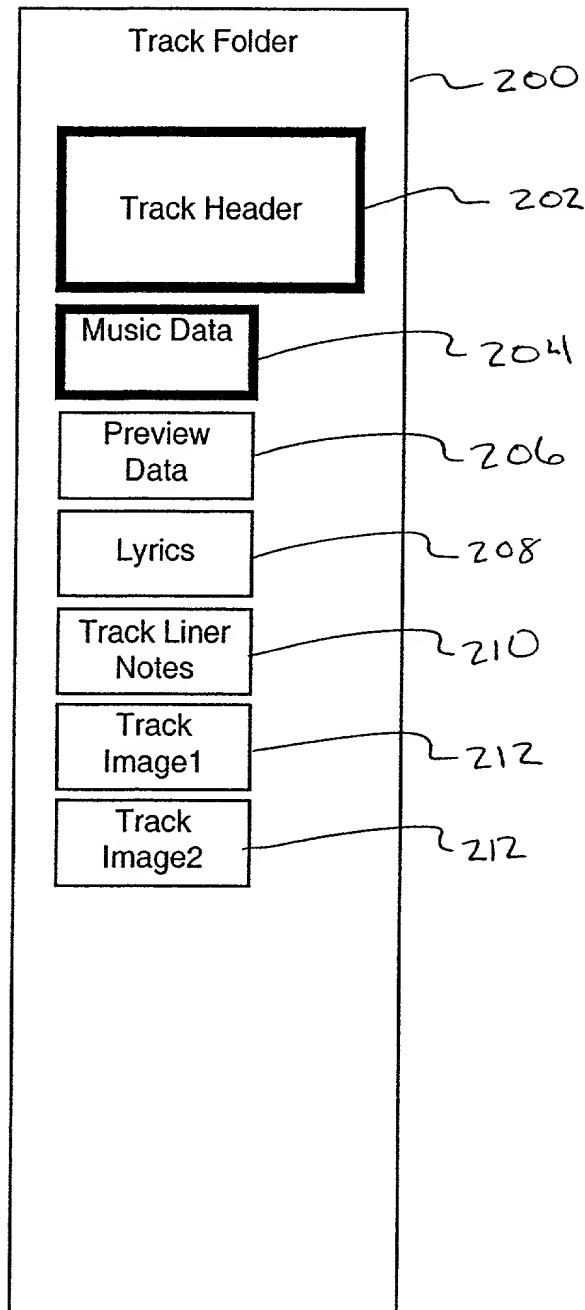 Track Folder
200
Track Header
202
Music Data
204
Preview
Data
206
Lyrics
208
Track Liner
Notes
210
Track
Image1
212
Track
Image2
212